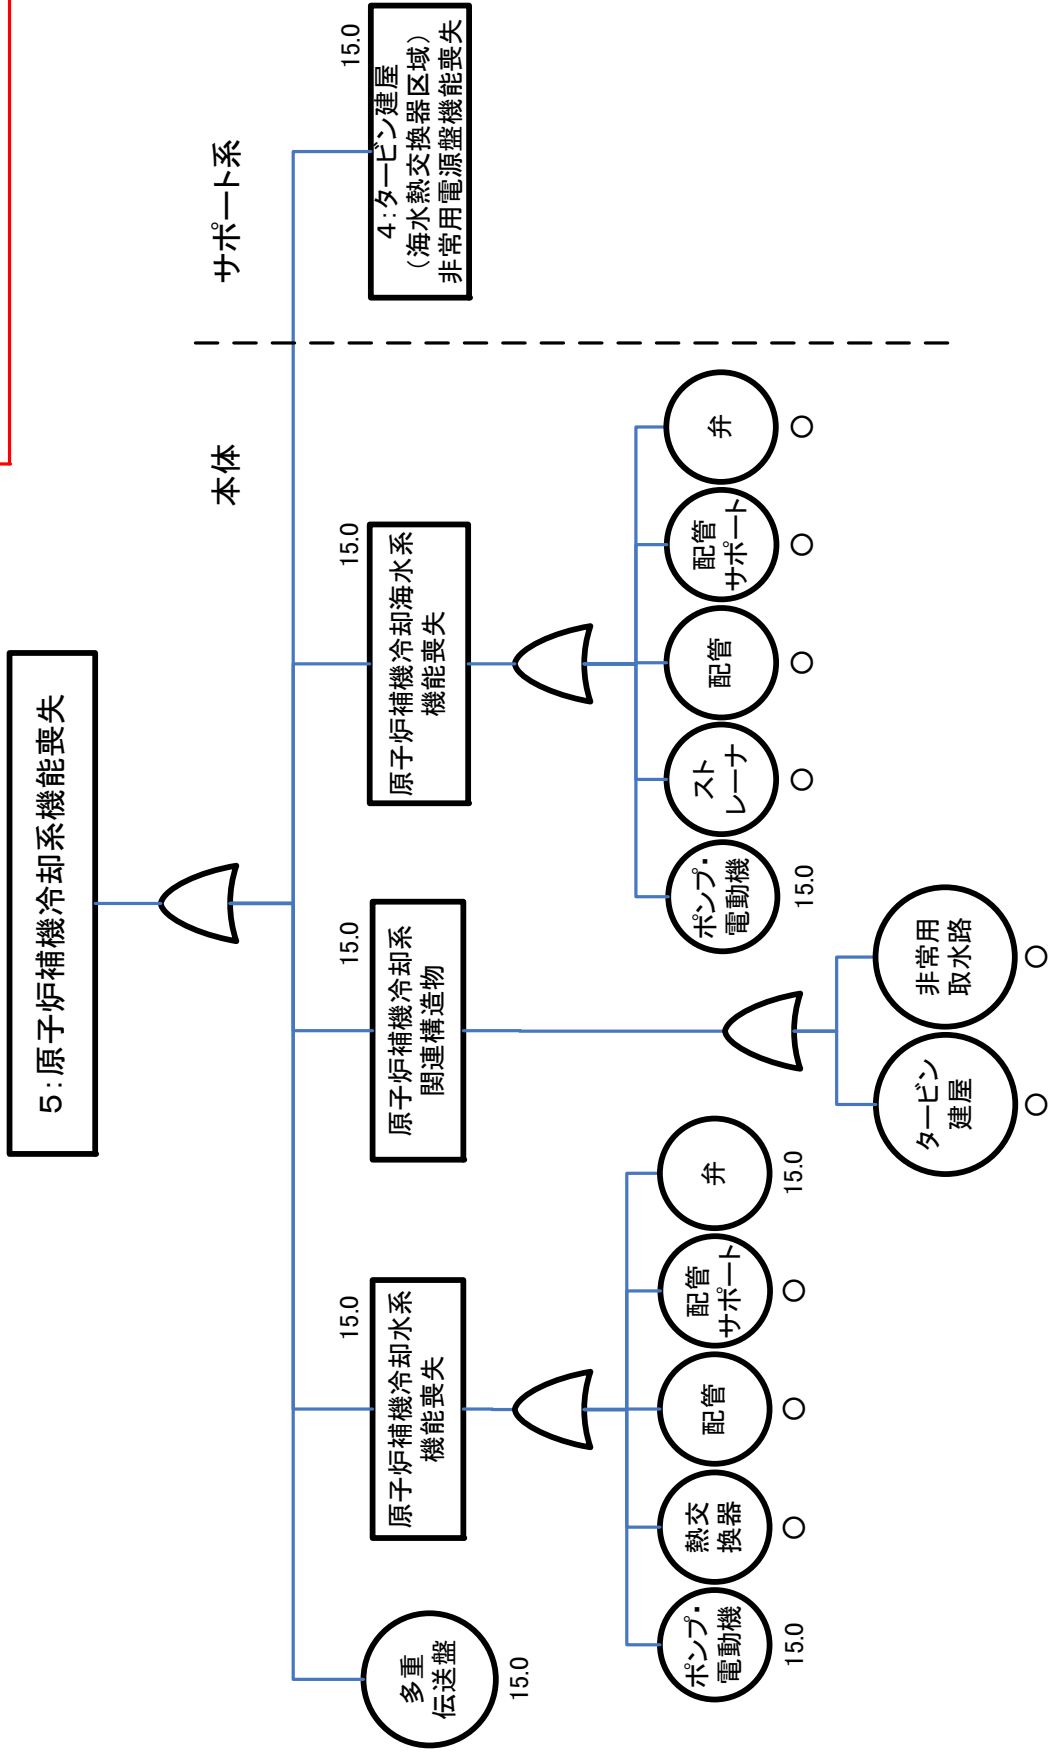 5:原子炉補機冷却系機能喪失
本体
サポート系
多重
伝送盤
15.0
15.0
原子炉補機冷却水系
機能喪失
15.0
原子炉補機冷却系
関連構造物
15.0
原子炉補機冷却海水系
機能喪失
15.0
4:タービン建屋
(海水熱交換器区域)
非常用電源盤機能喪失
ポンプ・
電動機
15.0
熱交
換器
○
配管
○
配管
サポート
○
弁
15.0
タービン
建屋
○
非常用
取水路
○
ポンプ・
電動機
15.0
スト
レーナ
○
配管
○
配管
サポート
○
弁
○